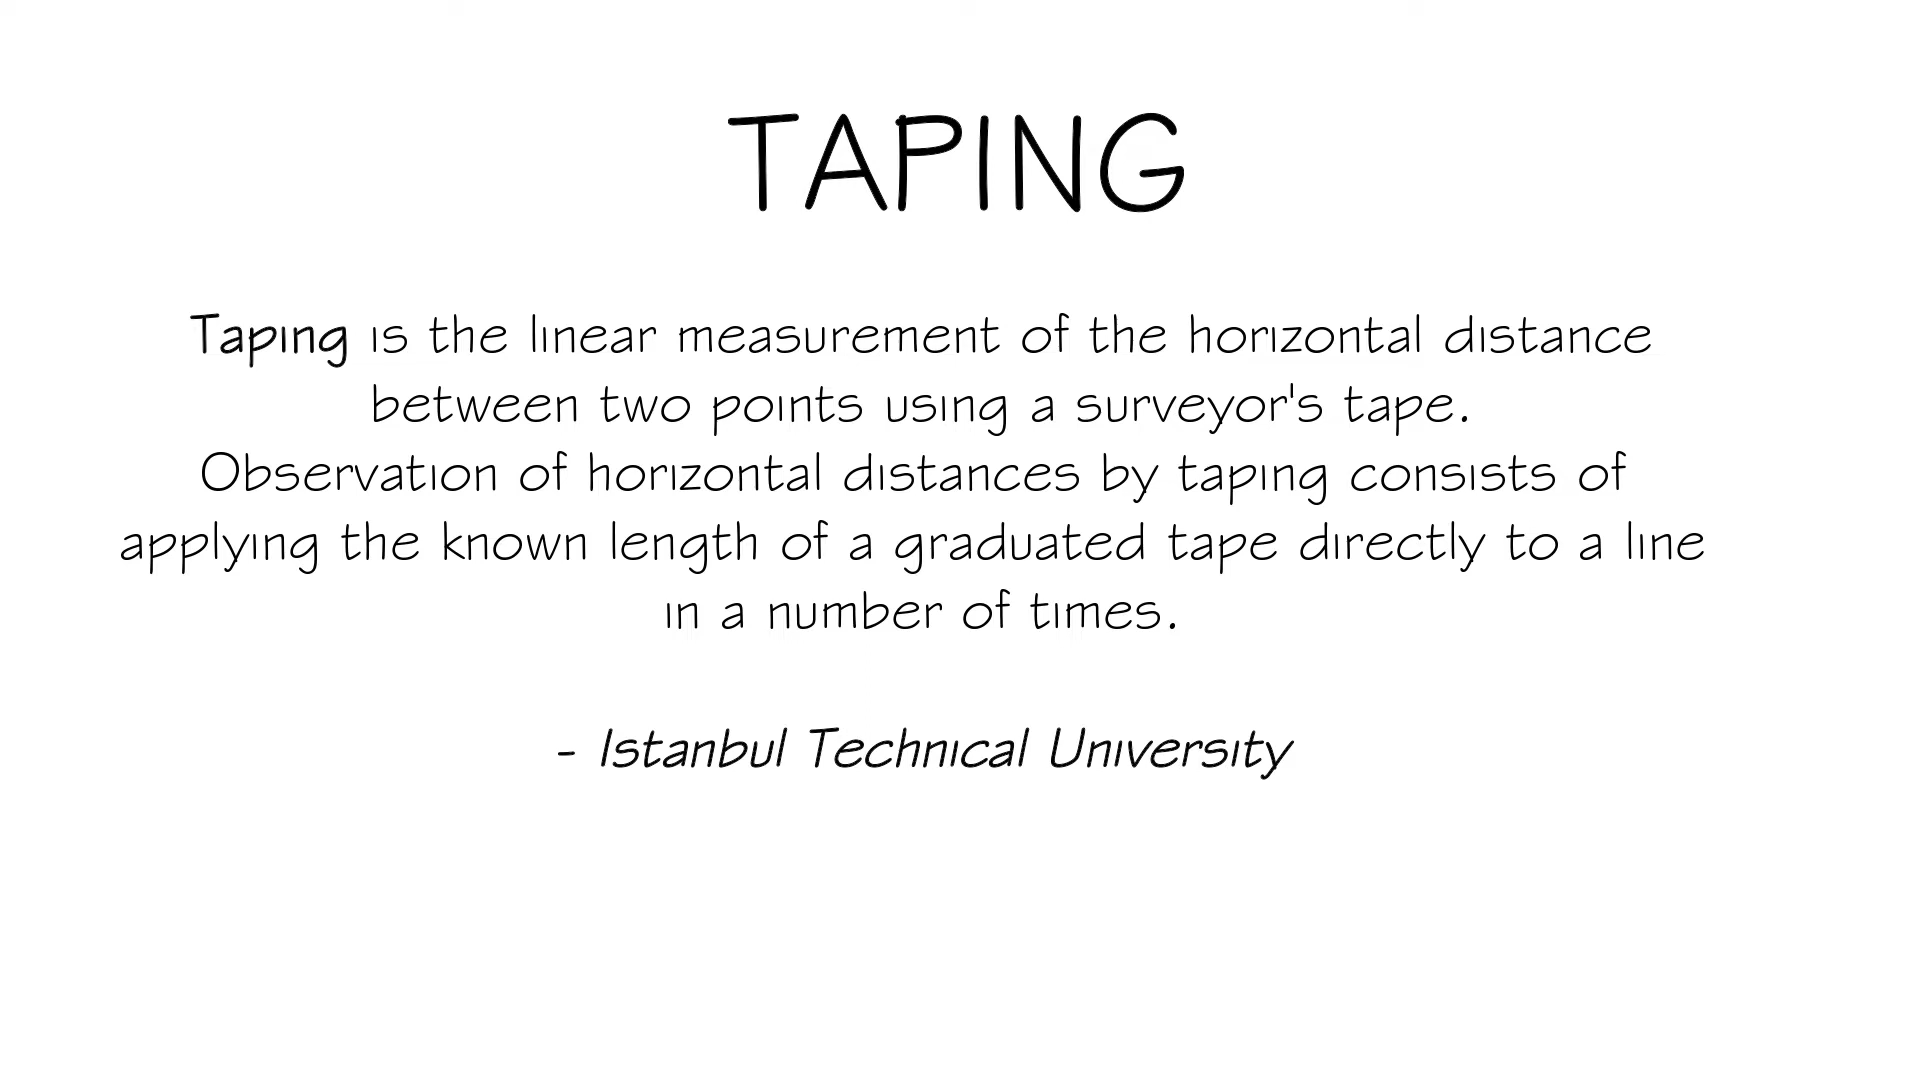 TAPING
Taping is the linear measurement of the horizontal distance
between two points using a surveyor's tape.
Observation of horizontal distances by taping consists of
applying the known length of a graduated tape directly to a line
in a number of times.
- Istanbul Technical University